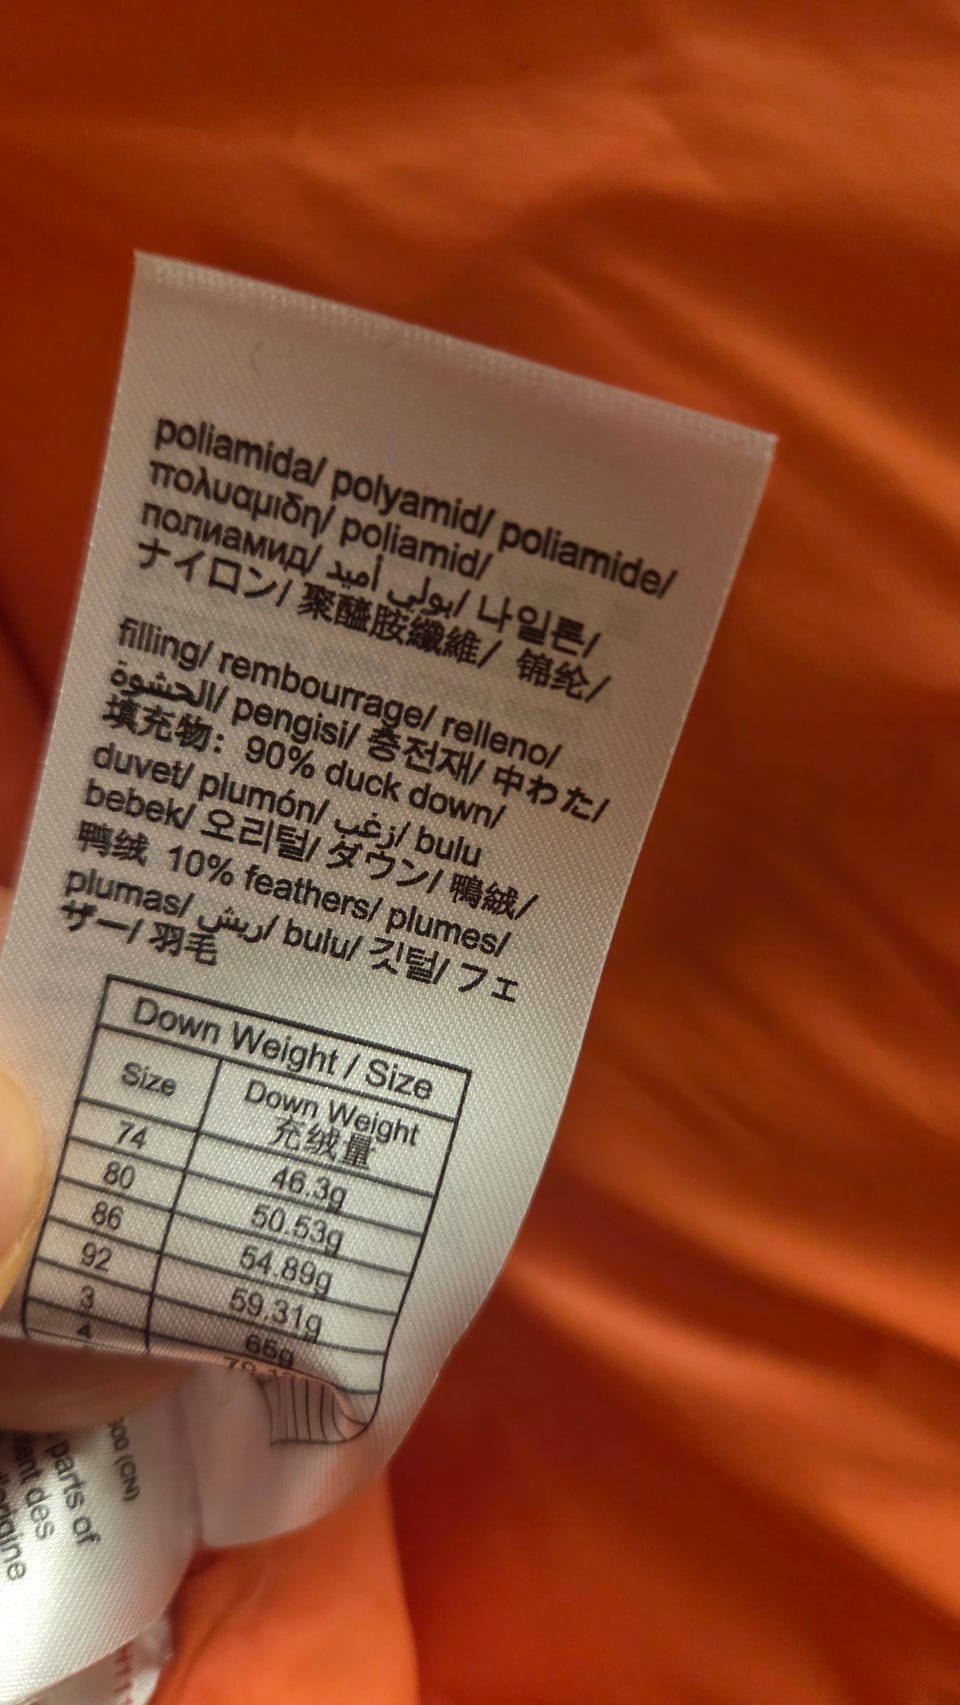 poliamida/ polyamid/ poliamide/
πολυαμιδη/ poliamid/
полиамид/ بولي أميد/ 나일론/
ナイロン/ 聚醯胺纖維/ 锦纶/
filling/ rembourrage/ relleno/
الحشوة/ pengisi/ 충전재/ 中わた/
填充物: 90% duck down/
duvet/ plumón/ زغب/ bulu
bebek/ 오리털/ ダウン/ 鴨絨/
鸭绒 10% feathers/ plumes/
plumas/ ريش/ bulu/ 깃털/ フェ
ザー/ 羽毛
Down Weight / Size
Size Down Weight
充绒量
74 46.3g
80 50.53g
86 54.89g
92 59.31g
3 65g
4
(CN)
parts of
des